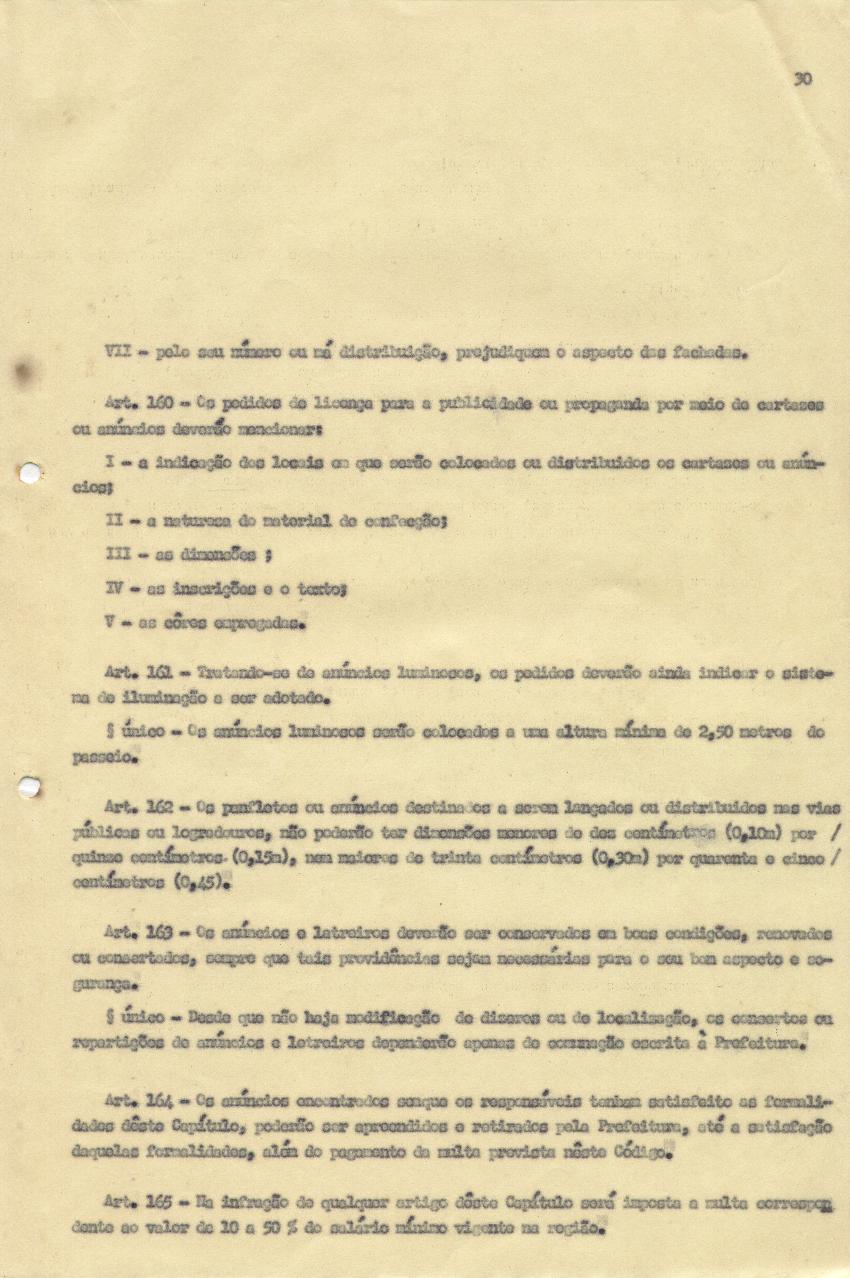 30
VII - pelo seu número ou má distribuição, prejudiquem o aspecto das fachadas.
Art. 160 - Os pedidos de licença para a publicidade ou propaganda por meio de cartazes
ou anúncios deverão mencionar:
I - a indicação dos locais em que serão colocados ou distribuidos os cartazes ou anún-
cios;
II - a natureza do material de confecção;
III - as dimensões ;
IV - as inscrições e o texto;
V - as côres empregadas.
Art. 161 - Tratando-se de anúncios luminosos, os pedidos deverão ainda indicar o siste-
ma de iluminação a ser adotado.
§ único - Os anúncios luminosos serão colocados a uma altura mínima de 2,50 metros do
passeio.
Art. 162 - Os panfletos ou anúncios destinados a serem lançados ou distribuidos nas vias
públicas ou logradouros, não poderão ter dimensões menores de dez centímetros (0,10m) por /
quinze centímetros (0,15m), nem maiores de trinta centímetros (0,30m) por quarenta e cinco /
centímetros (0,45).
Art. 163 - Os anúncios e letreiros deverão ser conservados em boas condições, renovados
ou consertados, sempre que tais providências sejam necessárias para o seu bom aspecto e se-
gurança.
§ único - Desde que não haja modificação de dizeres ou de localização, os consertos ou
repartições de anúncios e letreiros dependerão apenas de comunação escrita à Prefeitura.
Art. 164 - Os anúncios encontrados semque os responsáveis tenham satisfeito as formali-
dades dêste Capítulo, poderão ser apreendidos e retirados pela Prefeitura, até a satisfação
daquelas formalidades, além do pagamento da multa prevista nêste Código.
Art. 165 - Na infração de qualquer artigo dêste Capítulo será imposta a multa correspon
dente ao valor de 10 a 50 % do salário mínimo vigente na região.